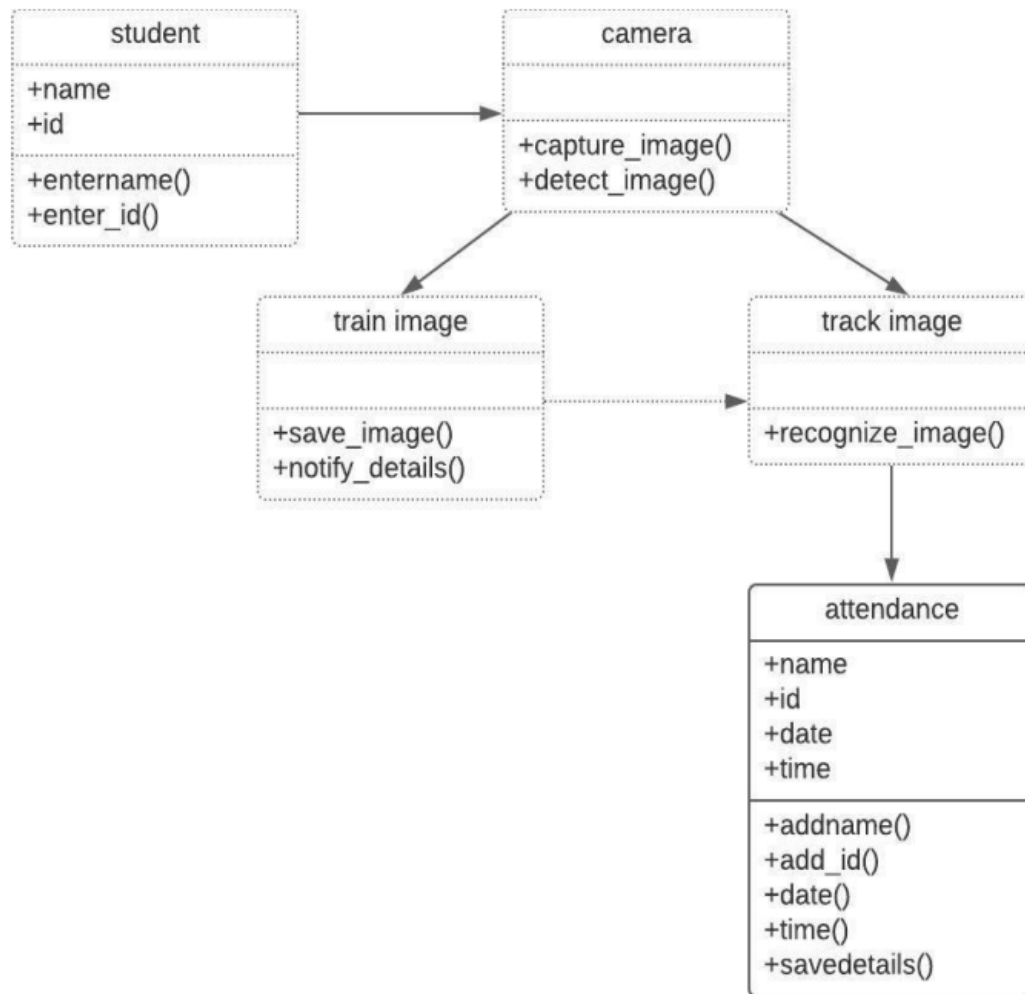 student
+name
+id
+entername()
+enter_id()
camera
+capture_image()
+detect_image()
train image
+save_image()
+notify_details()
track image
+recognize_image()
attendance
+name
+id
+date
+time
+addname()
+add_id()
+date()
+time()
+savedetails()